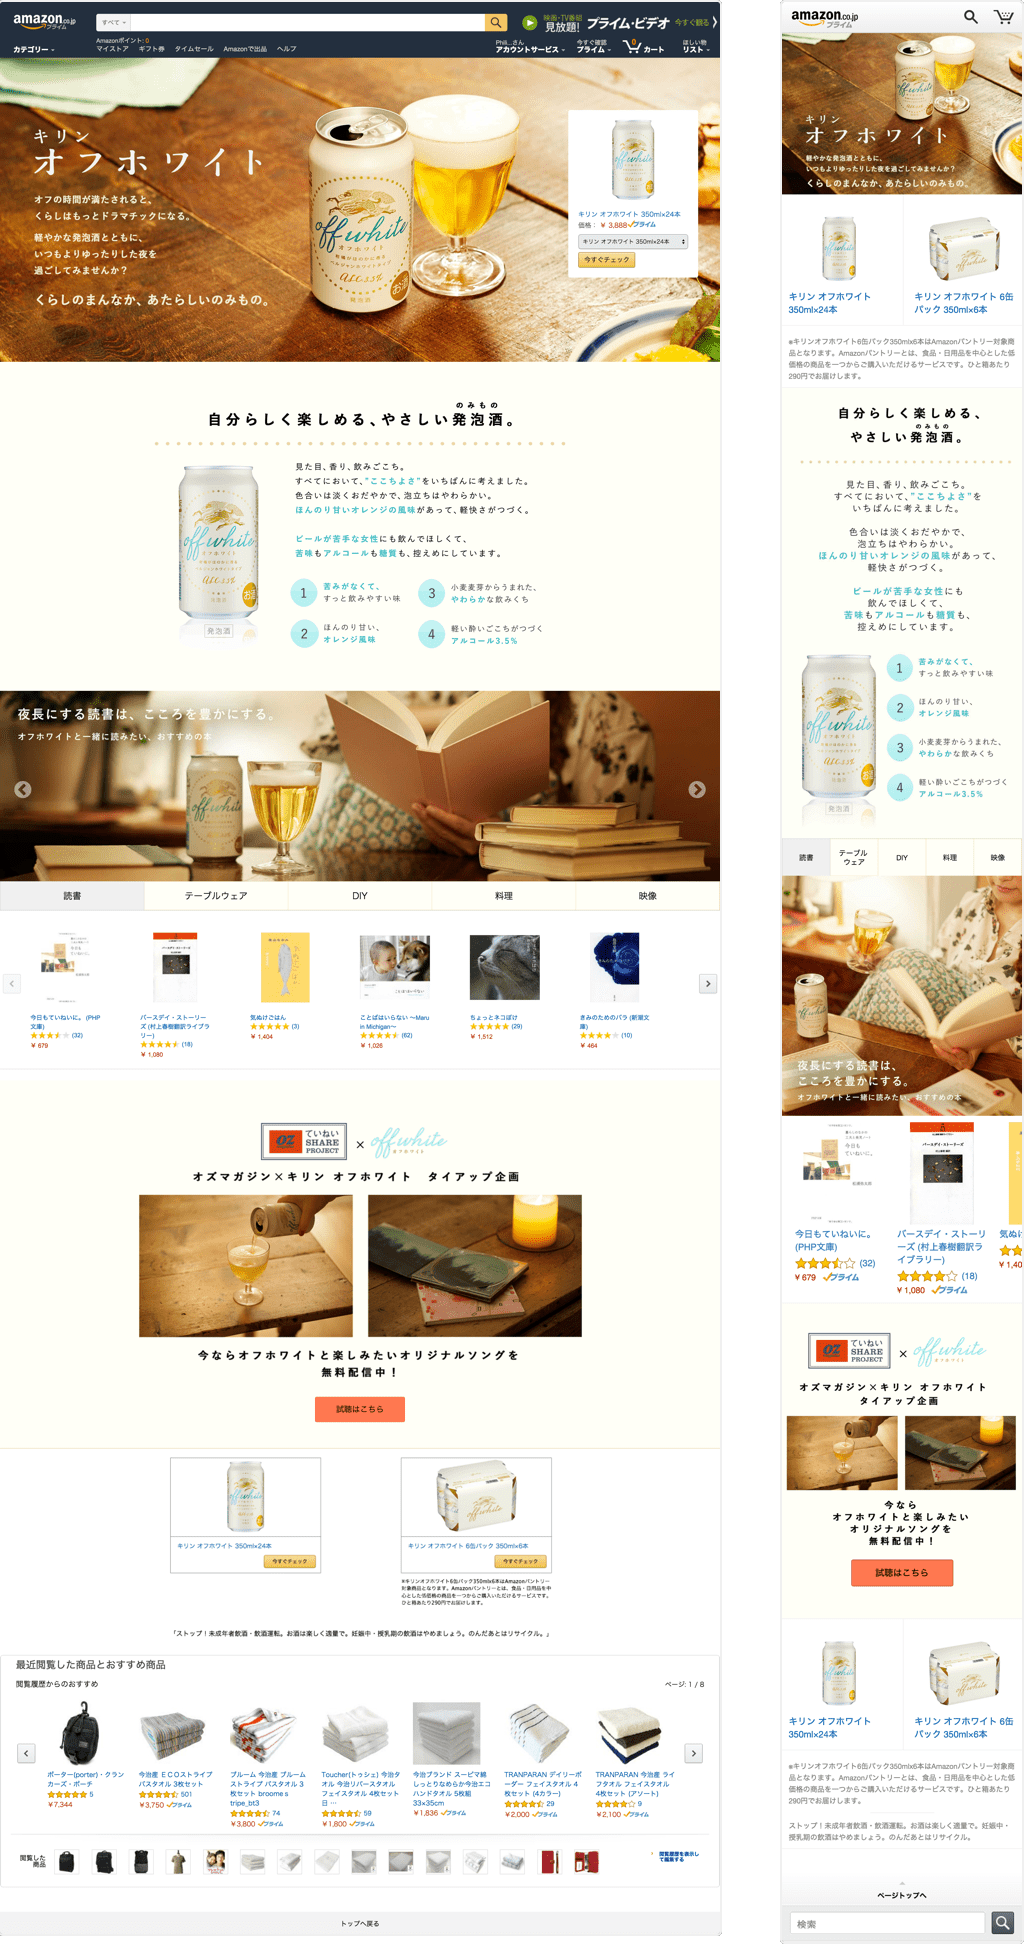 amazon.co.jp
プライム
すべて
映画・TV番組
見放題!
プライム・ビデオ
今すぐ観る
カテゴリー
Amazonポイント: 0
マイストア ギフト券 タイムセール Amazonで出品 ヘルプ
Phil...さん
アカウントサービス
今すぐ確認
プライム
0
カート
ほしい物
リスト
キリン
オフホワイト
オフの時間が満たされると、
くらしはもっとドラマチックになる。
軽やかな発泡酒とともに、
いつもよりゆったりした夜を
過ごしてみませんか?
くらしのまんなか、あたらしいのみもの。
off white
オフホワイト
ALC.3.5%
発泡酒
お酒
キリン オフホワイト 350ml×24本
価格: ¥ 3,888 プライム
キリン オフホワイト 350ml×24本
今すぐチェック
自分らしく楽しめる、やさしい発泡酒。
のみもの
見た目、香り、飲みごこち。
すべてにおいて、"ここちよさ"をいちばんに考えました。
色合いは淡くおだやかで、泡立ちはやわらかい。
ほんのり甘いオレンジの風味があって、軽快さがつづく。
ビールが苦手な女性にも飲んでほしくて、
苦味もアルコールも糖質も、控えめにしています。
1 苦みがなくて、
すっと飲みやすい味
2 ほんのり甘い、
オレンジ風味
3 小麦麦芽からうまれた、
やわらかな飲みくち
4 軽い酔いごこちがつづく
アルコール3.5%
発泡酒
夜長にする読書は、こころを豊かにする。
オフホワイトと一緒に読みたい、おすすめの本
読書 テーブルウェア DIY 料理 映像
今日もていねいに。 (PHP
文庫)
(32)
¥ 679
バースデイ・ストーリー
ズ (村上春樹翻訳ライブラ
リー)
(18)
¥ 1,080
気ぬけごはん
(3)
¥ 1,404
ことばはいらない 〜Maru
in Michigan〜
(62)
¥ 1,026
ちょっとネコぼけ
(29)
¥ 1,512
きみのためのバラ (新潮文
庫)
(10)
¥ 464
OZ ていねい
SHARE
PROJECT
×
off white
オフホワイト
オズマガジン×キリン オフホワイト タイアップ企画
今ならオフホワイトと楽しみたいオリジナルソングを
無料配信中!
試聴はこちら
キリン オフホワイト 350ml×24本
今すぐチェック
キリン オフホワイト 6缶パック 350ml×6本
今すぐチェック
※キリンオフホワイト6缶パック350mlx6本はAmazonパントリー
対象商品となります。Amazonパントリーとは、食品・日用品を中
心とした低価格の商品を一つからご購入いただけるサービスです。
ひと箱あたり290円でお届けします。
「ストップ!未成年者飲酒・飲酒運転。お酒は楽しく適量で。妊娠中・授乳期の飲酒はやめましょう。のんだあとはリサイクル。」
最近閲覧した商品とおすすめ商品
閲覧履歴からのおすすめ
ページ: 1 / 8
ポーター(porter)・クラン
カーズ・ポーチ
5
¥7,344
今治産 ECOストライプ
バスタオル 3枚セット
501
¥3,750 プライム
ブルーム 今治産 ブルーム
ストライプ バスタオル 3
枚セット broome s
tripe_bt3
74
¥3,800 プライム
Toucher(トゥシェ) 今治タ
オル 今治リバースタオル
フェイスタオル 4枚セット
日 …
59
¥1,800 プライム
今治ブランド スーピマ綿
しっとりなめらか今治エコ
ハンドタオル 5枚組
33×35cm
¥1,836 プライム
TRANPARAN デイリーボ
ーダー フェイスタオル 4
枚セット (4カラー)
29
¥2,000 プライム
TRANPARAN 今治産 ライ
フタオル フェイスタオル
4枚セット (アソート)
9
¥2,100 プライム
閲覧した
商品
閲覧履歴を表示し
て編集する
トップへ戻る
amazon.co.jp
プライム
キリン
オフホワイト
軽やかな発泡酒とともに、
いつもよりゆったりした夜を過ごしてみませんか?
くらしのまんなか、あたらしいのみもの。
キリン オフホワイト
350ml×24本
キリン オフホワイト 6缶
パック 350ml×6本
※キリンオフホワイト6缶パック350mlx6本はAmazonパントリー対象商
品となります。Amazonパントリーとは、食品・日用品を中心とした低
価格の商品を一つからご購入いただけるサービスです。ひと箱あたり
290円でお届けします。
自分らしく楽しめる、
のみもの
やさしい発泡酒。
見た目、香り、飲みごこち。
すべてにおいて、"ここちよさ"を
いちばんに考えました。
色合いは淡くおだやかで、
泡立ちはやわらかい。
ほんのり甘いオレンジの風味があって、
軽快さがつづく。
ビールが苦手な女性にも
飲んでほしくて、
苦味もアルコールも糖質も、
控えめにしています。
1 苦みがなくて、
すっと飲みやすい味
2 ほんのり甘い、
オレンジ風味
3 小麦麦芽からうまれた、
やわらかな飲みくち
4 軽い酔いごこちがつづく
アルコール3.5%
発泡酒
読書 テーブル
ウェア DIY 料理 映像
夜長にする読書は、
こころを豊かにする。
オフホワイトと一緒に読みたい、おすすめの本
今日もていねいに。
(PHP文庫)
(32)
¥ 679 プライム
バースデイ・ストーリ
ーズ (村上春樹翻訳ラ
イブラリー)
(18)
¥ 1,080 プライム
気ぬけ
¥ 1,40
OZ ていねい
SHARE
PROJECT
×
off white
オフホワイト
オズマガジン×キリン オフホワイト
タイアップ企画
今なら
オフホワイトと楽しみたい
オリジナルソングを
無料配信中!
試聴はこちら
キリン オフホワイト
350ml×24本
キリン オフホワイト 6缶
パック 350ml×6本
※キリンオフホワイト6缶パック350mlx6本はAmazonパントリー対象商
品となります。Amazonパントリーとは、食品・日用品を中心とした低
価格の商品を一つからご購入いただけるサービスです。ひと箱あたり
290円でお届けします。
ストップ!未成年者飲酒・飲酒運転。お酒は楽しく適量で。妊娠中・授
乳期の飲酒はやめましょう。のんだあとはリサイクル。
ページトップへ
検索